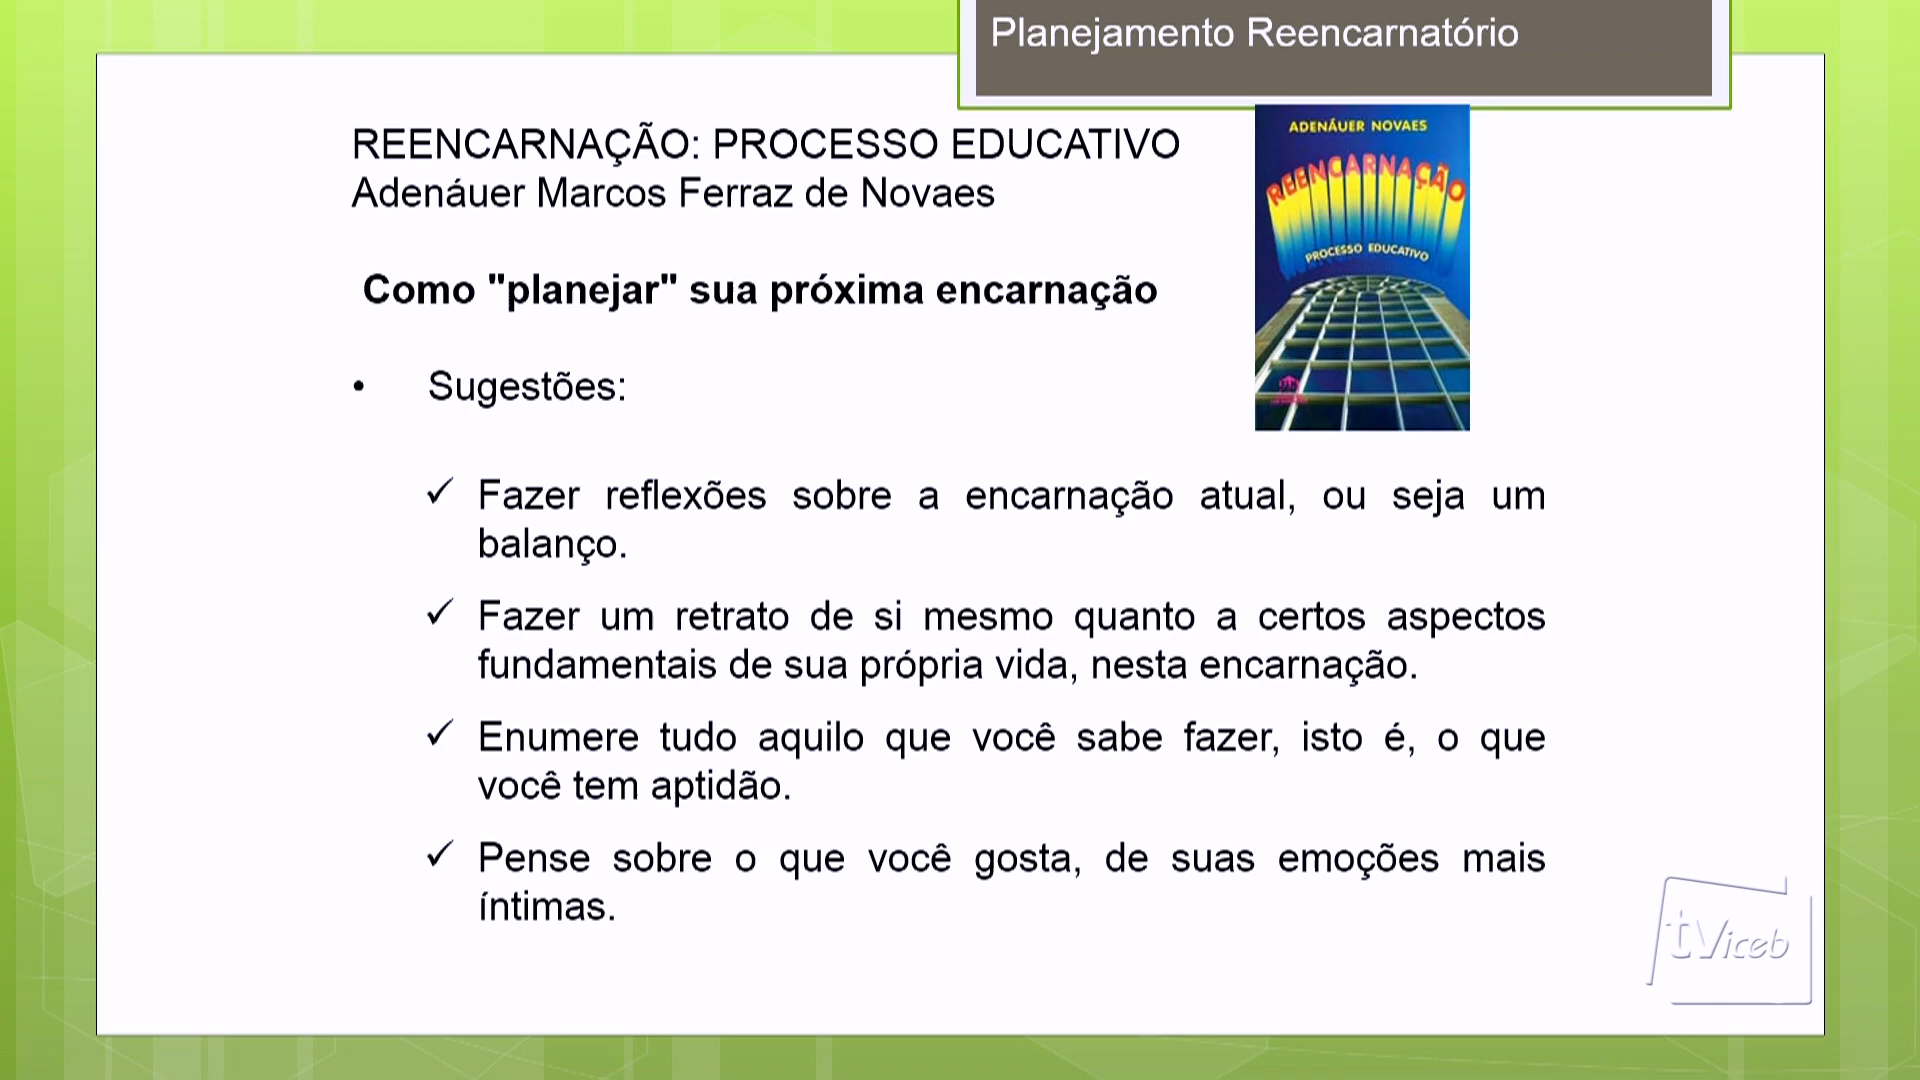 Planejamento Reencarnatório
REENCARNAÇÃO: PROCESSO EDUCATIVO
Adenáuer Marcos Ferraz de Novaes
ADENÁUER NOVAES
REENCARNAÇÃO
PROCESSO EDUCATIVO
Como "planejar" sua próxima encarnação
• Sugestões:
✓ Fazer reflexões sobre a encarnação atual, ou seja um
balanço.
✓ Fazer um retrato de si mesmo quanto a certos aspectos
fundamentais de sua própria vida, nesta encarnação.
✓ Enumere tudo aquilo que você sabe fazer, isto é, o que
você tem aptidão.
✓ Pense sobre o que você gosta, de suas emoções mais
íntimas.
tViceb